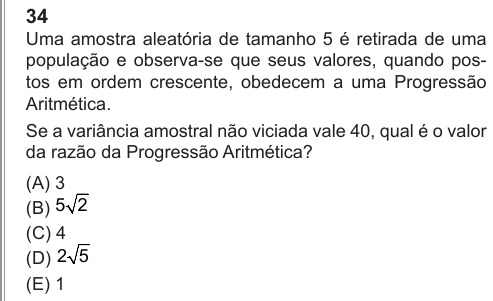 34
Uma amostra aleatória de tamanho 5 é retirada de uma
população e observa-se que seus valores, quando pos-
tos em ordem crescente, obedecem a uma Progressão
Aritmética.
Se a variância amostral não viciada vale 40, qual é o valor
da razão da Progressão Aritmética?
(A) 3
(B) 5√2
(C) 4
(D) 2√5
(E) 1